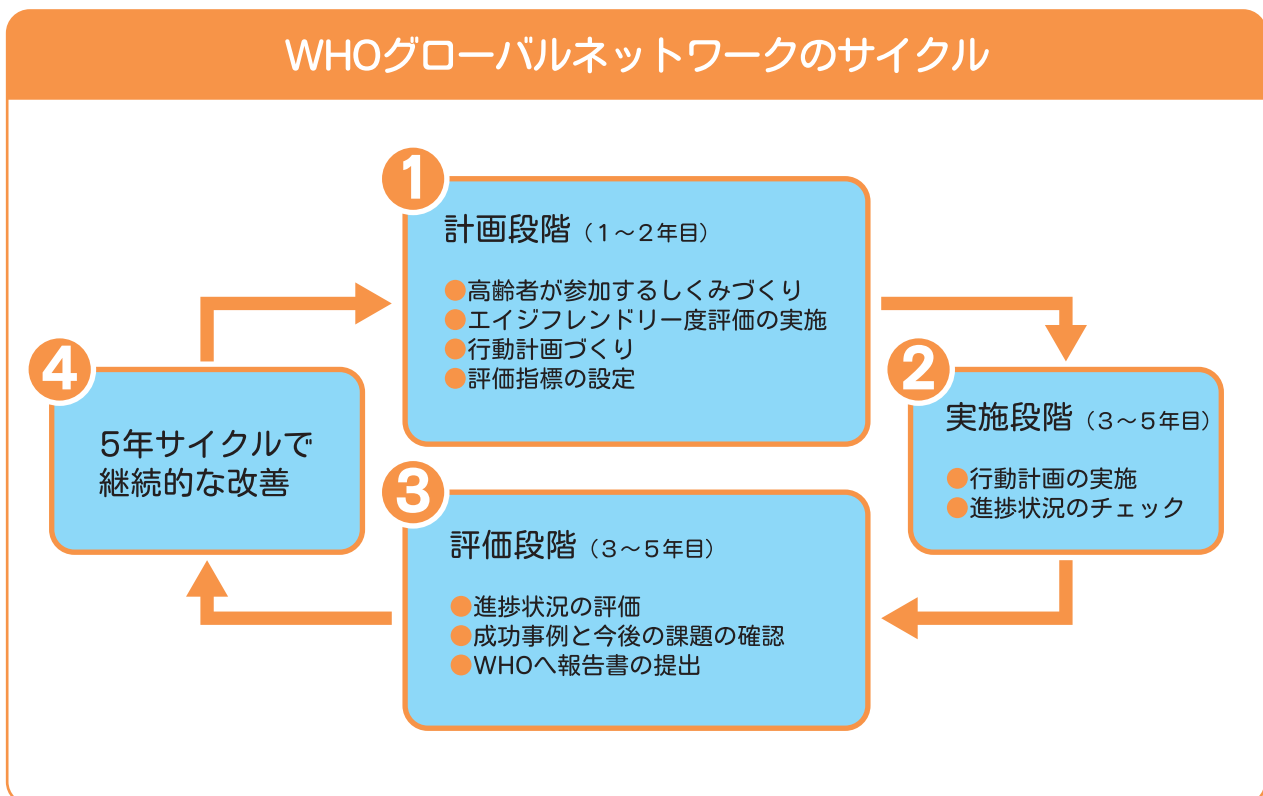 WHOグローバルネットワークのサイクル
1
計画段階（1～2年目）
●高齢者が参加するしくみづくり
●エイジフレンドリー度評価の実施
●行動計画づくり
●評価指標の設定
2
実施段階（3～5年目）
●行動計画の実施
●進捗状況のチェック
3
評価段階（3～5年目）
●進捗状況の評価
●成功事例と今後の課題の確認
●WHOへ報告書の提出
4
5年サイクルで
継続的な改善